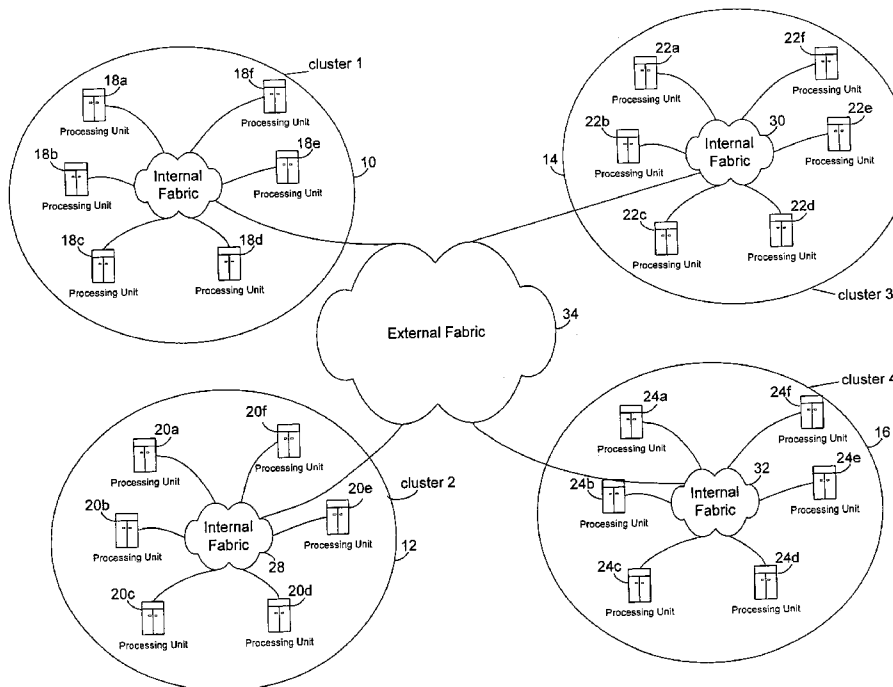 cluster 1
18a
Processing Unit
18f
Processing Unit
18b
Processing Unit
Internal
Fabric
18e
Processing Unit
10
18c
Processing Unit
18d
Processing Unit
22a
Processing Unit
22f
Processing Unit
22b
Processing Unit
30
Internal
Fabric
22e
Processing Unit
14
22c
Processing Unit
22d
Processing Unit
cluster 3
External Fabric
34
20a
Processing Unit
20f
Processing Unit
cluster 2
20b
Processing Unit
Internal
Fabric
28
20e
Processing Unit
12
20c
Processing Unit
20d
Processing Unit
cluster 4
24a
Processing Unit
24f
Processing Unit
16
24b
Processing Unit
32
Internal
Fabric
24e
Processing Unit
24c
Processing Unit
24d
Processing Unit